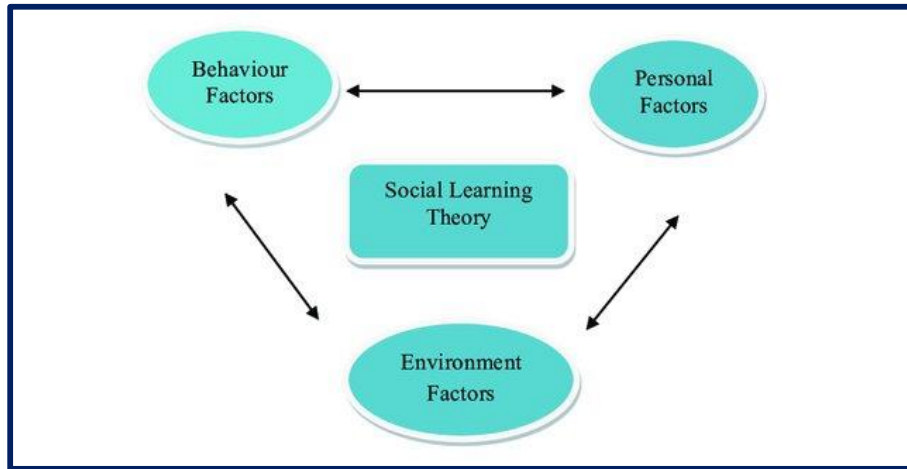 Behaviour
Factors
Personal
Factors
Social Learning
Theory
Environment
Factors